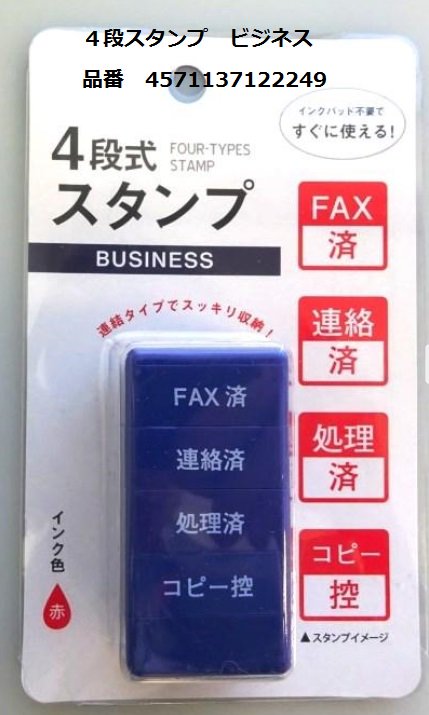 ４段スタンプ　ビジネス
品番　4571137122249
インクパッド不要で
すぐに使える!
4段式
FOUR-TYPES
STAMP
スタンプ
BUSINESS
連結タイプでスッキリ収納!
FAX
済
連絡
済
処理
済
コピー
控
▲スタンプイメージ
FAX 済
連絡済
処理済
コピー控
インク色
赤